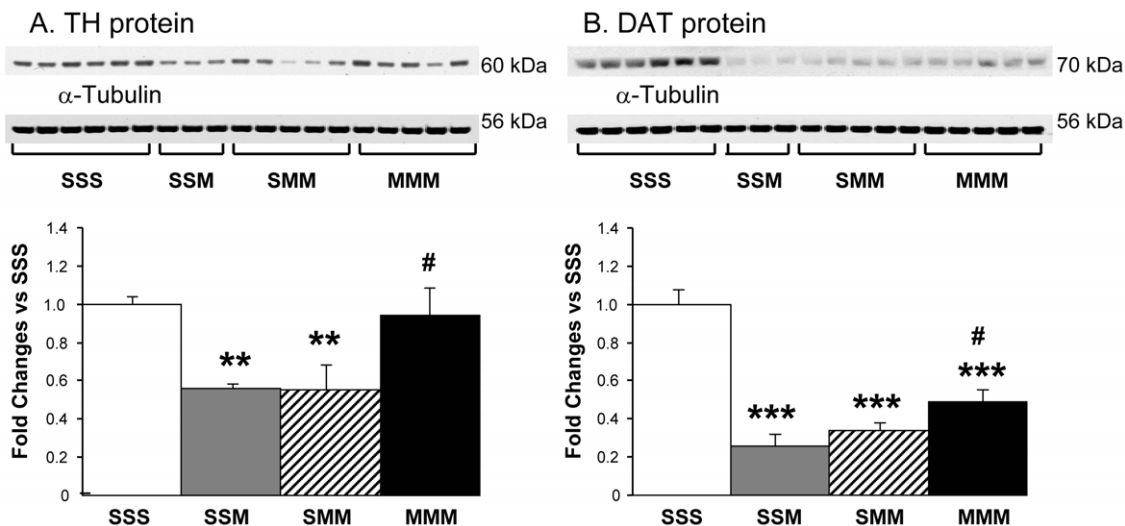 A. TH protein
60 kDa
α-Tubulin
56 kDa
SSS SSM SMM MMM
Fold Changes vs SSS
1.4
1.2
1.0
0.8
0.6
0.4
0.2
0
**
**
#
SSS SSM SMM MMM
B. DAT protein
70 kDa
α-Tubulin
56 kDa
SSS SSM SMM MMM
Fold Changes vs SSS
1.4
1.2
1.0
0.8
0.6
0.4
0.2
0
***
***
#
***
SSS SSM SMM MMM